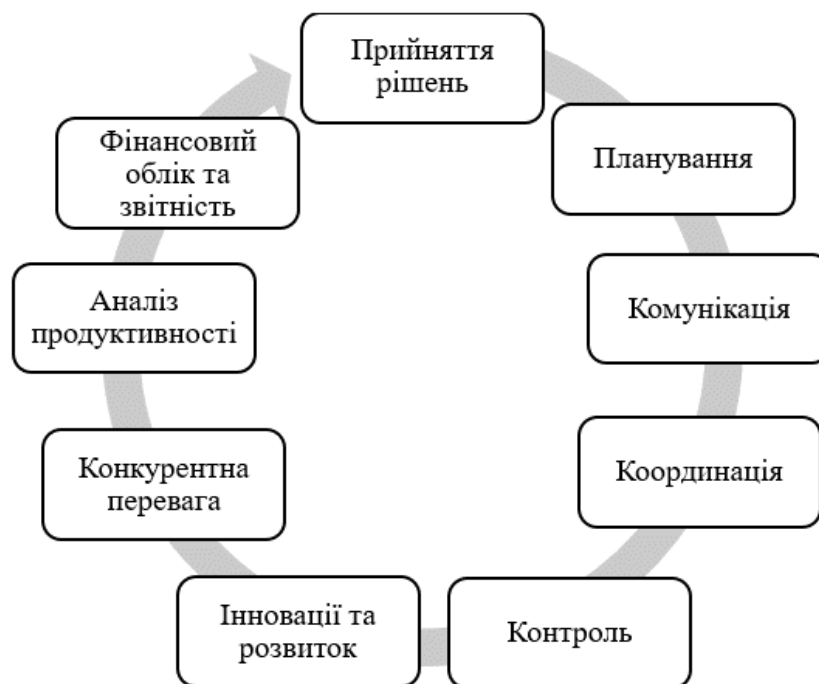 Прийняття
рішень
Планування
Комунікація
Координація
Контроль
Інновації та
розвиток
Конкурентна
перевага
Аналіз
продуктивності
Фінансовий
облік та
звітність